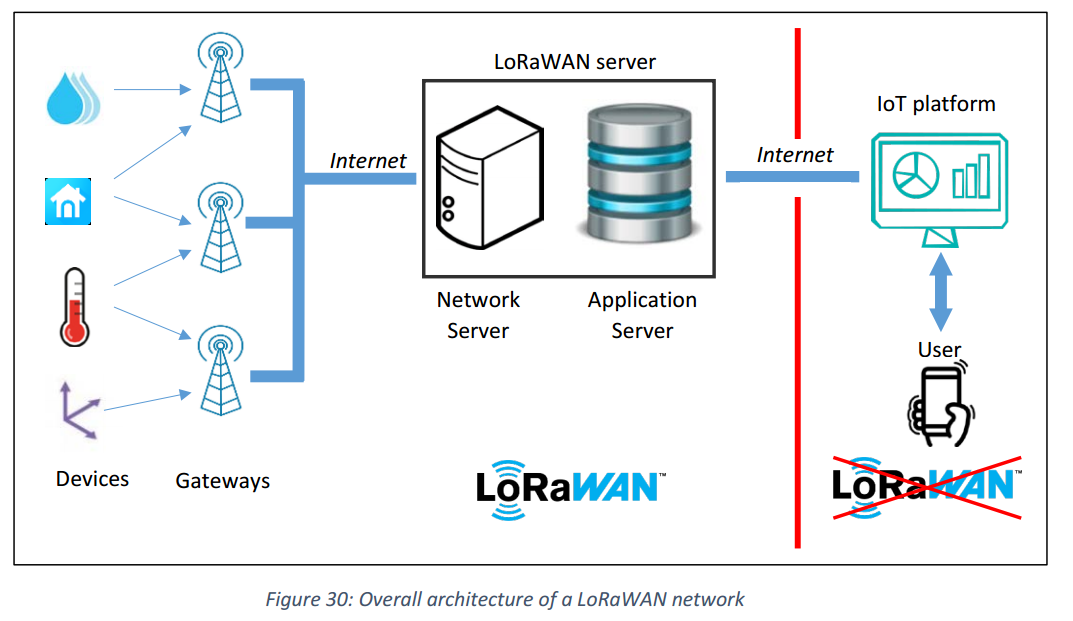 LoRaWAN server
IoT platform
Internet
Internet
Network
Server
Application
Server
User
Devices
Gateways
LoRaWAN™
LoRaWAN™
Figure 30: Overall architecture of a LoRaWAN network